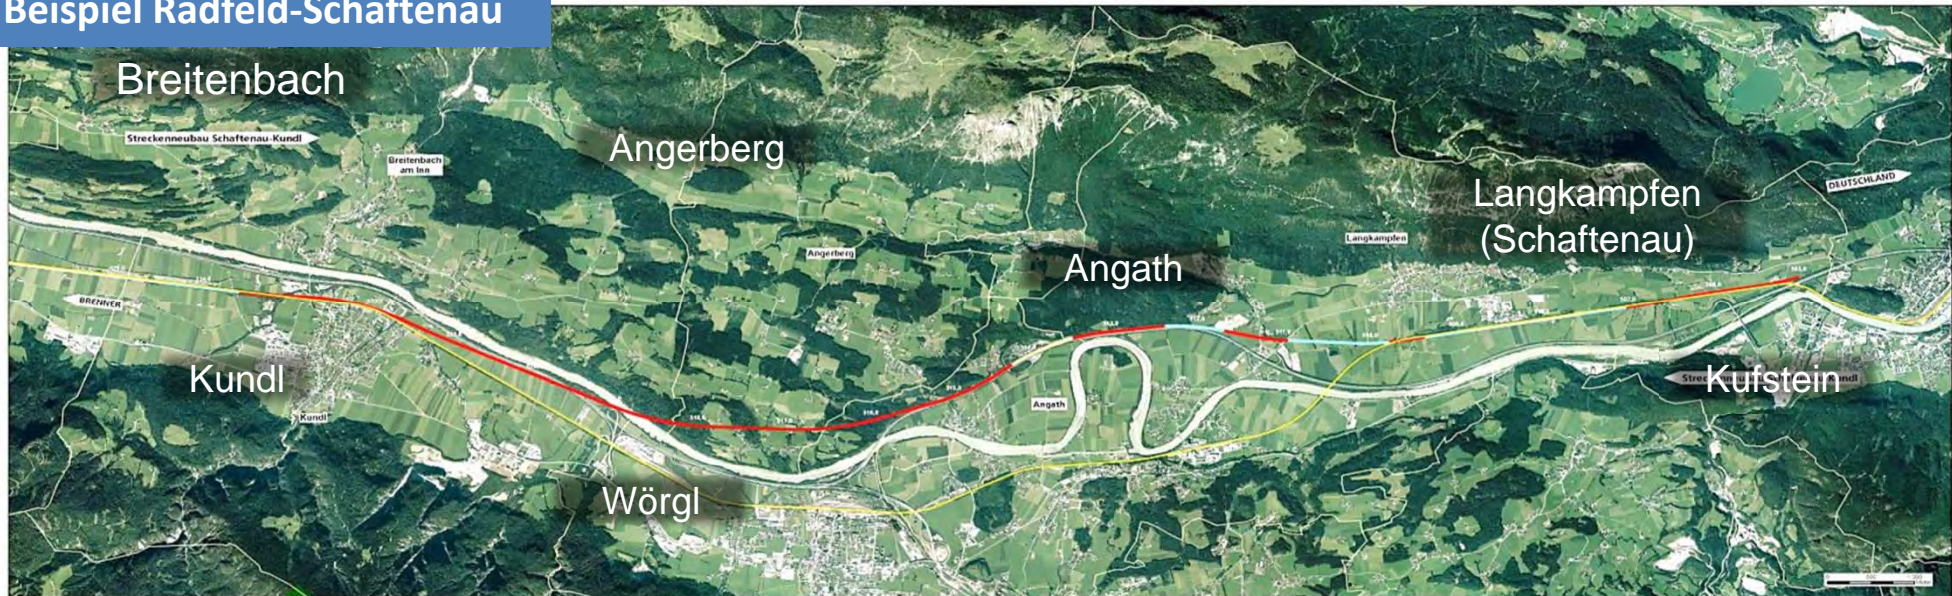 Beispiel Radfeld-Schaftenau
Breitenbach
Streckenneubau Schaftenau-Kundl
Breitenbach
am Inn
Angerberg
Langkampfen
(Schaftenau)
DEUTSCHLAND
Langkampfen
Angerberg
Angath
BRENNER
Kundl
Kufstein
Kundl
Angath
Kundl
Wörgl